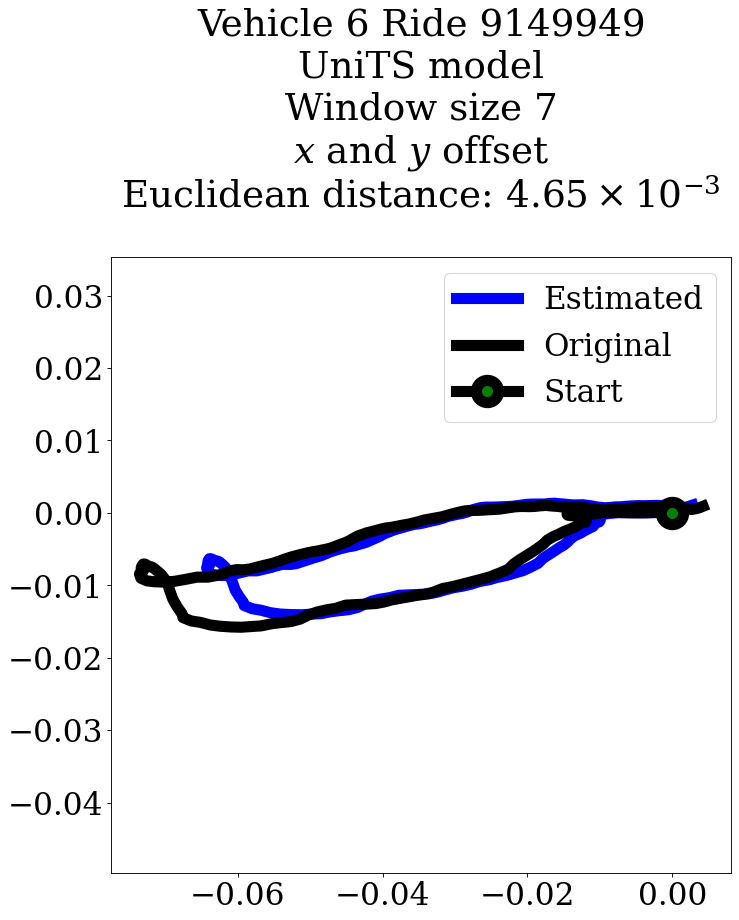 Vehicle 6 Ride 9149949
UniTS model
Window size 7
x and y offset
Euclidean distance: 4.65 × 10⁻³
Estimated
Original
Start
0.03
0.02
0.01
0.00
−0.01
−0.02
−0.03
−0.04
−0.06 −0.04 −0.02 0.00